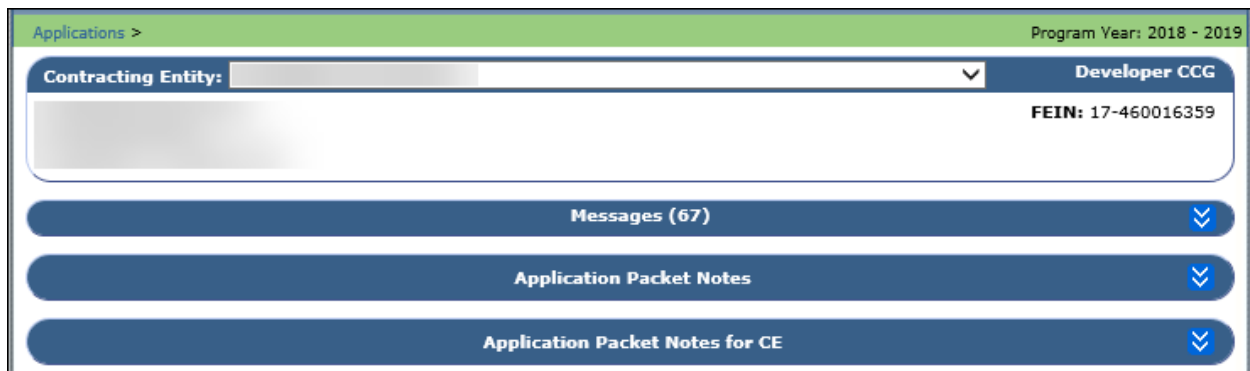 Applications > Program Year: 2018 - 2019
Contracting Entity: Developer CCG
FEIN: 17-460016359
Messages (67)
Application Packet Notes
Application Packet Notes for CE